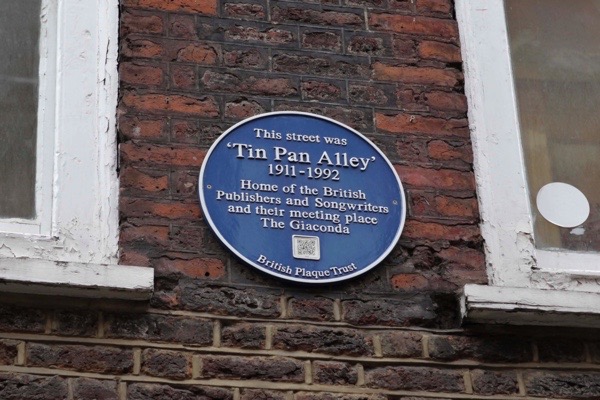 This street was
'Tin Pan Alley'
1911-1992
Home of the British
Publishers and Songwriters
and their meeting place
The Giaconda
British Plaque Trust